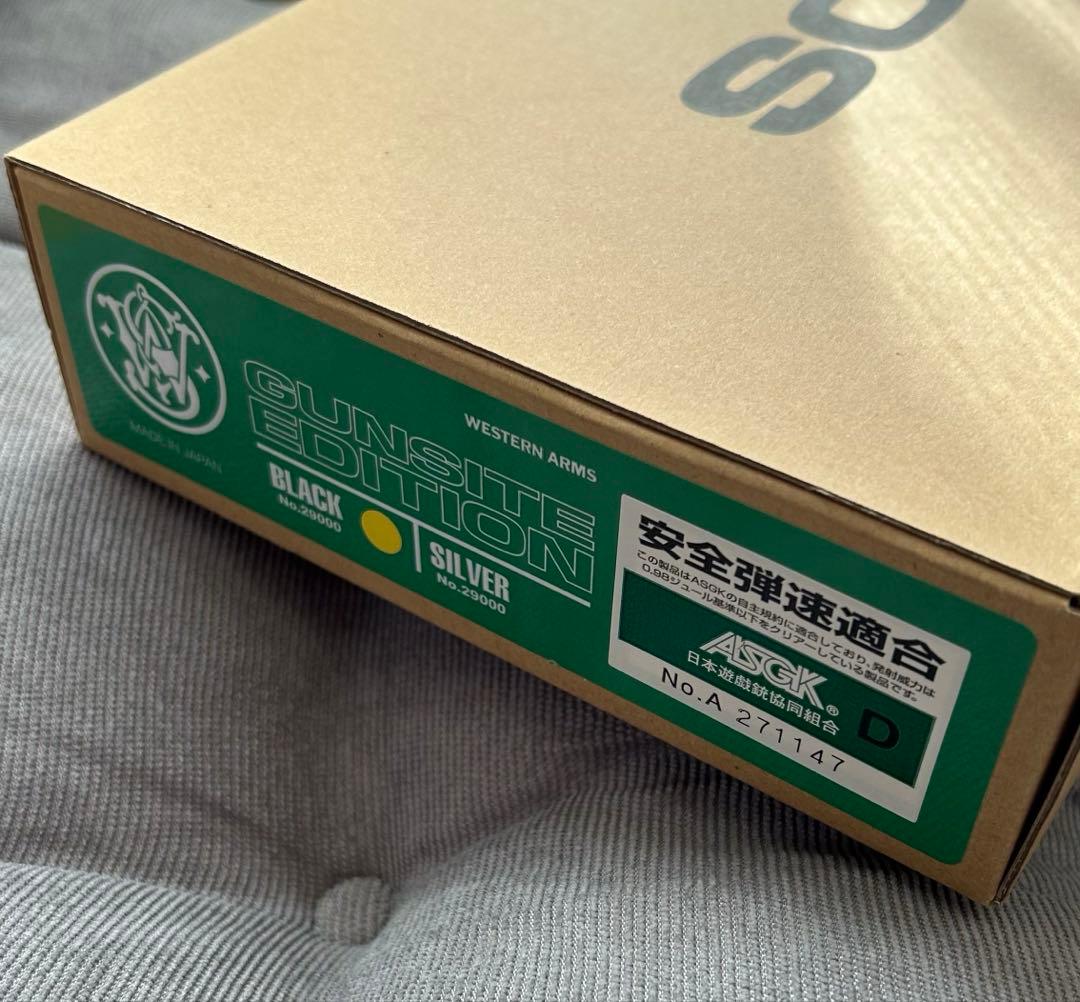 SC
MADE IN JAPAN
GUNSITE
EDITION
WESTERN ARMS
BLACK
No.29000
SILVER
No.29000
安全弾速適合
この製品はASGKの自主規約に適合しており、発射威力は
0.98ジュール基準以下をクリアーしている製品です。
ASGK®
日本遊戯銃協同組合
D
No.A 271147